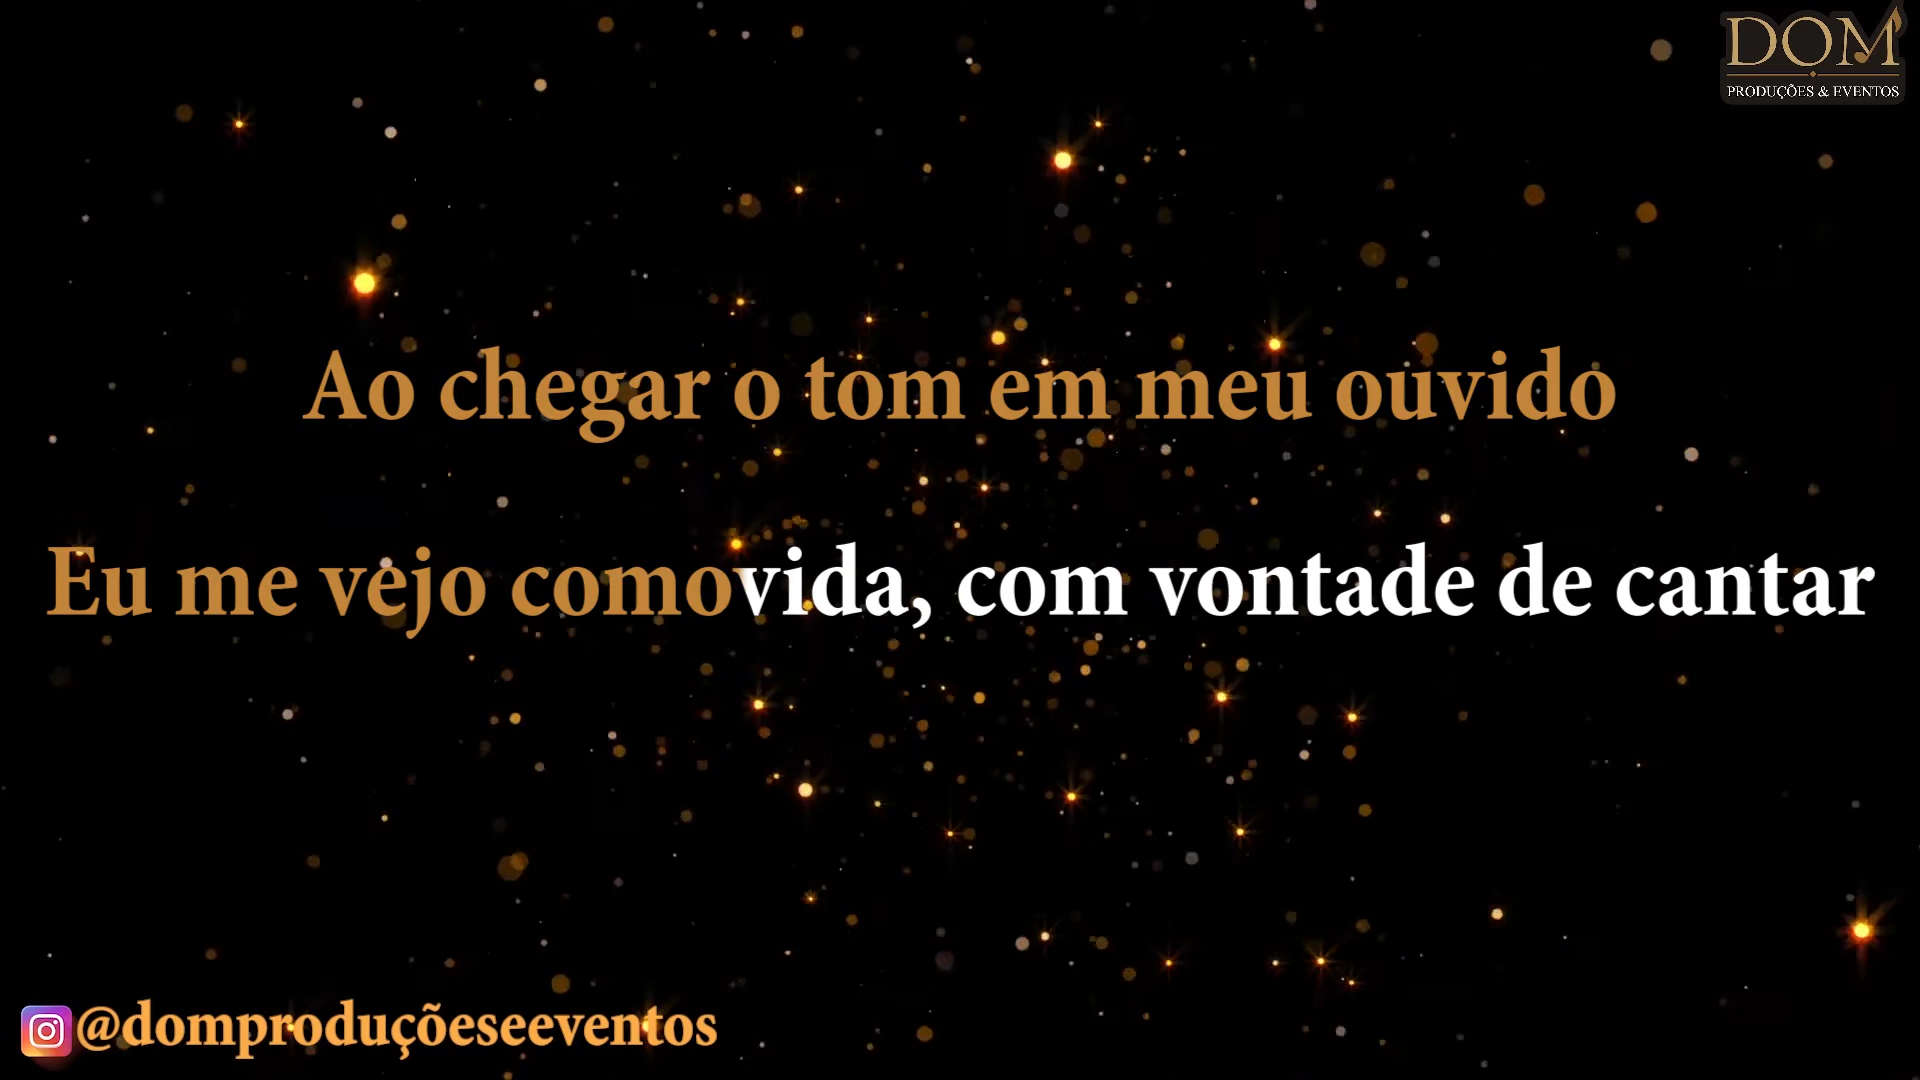 DOM
PRODUÇÕES & EVENTOS
Ao chegar o tom em meu ouvido
Eu me vejo comovida, com vontade de cantar
@domproduçõeseeventos